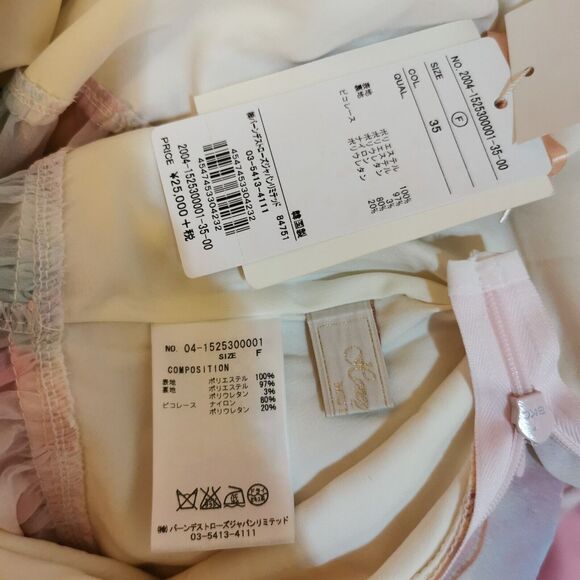 NO. 2004-1525300001-35-00
SIZE F
COL 35
QUAL
表地 ポリエステル 100%
裏地 ポリエステル 97%
ポリウレタン 3%
ピコレース ナイロン 80%
ポリウレタン 20%
韓国製
㈱バーンデストローズジャパンリミテッド
03-5413-4111 84751
4547453304232
4547453304232
2004-1525300001-35-00
PRICE ¥25,000+税
NO. 04-1525300001
SIZE F
COMPOSITION
表地 ポリエステル 100%
裏地 ポリエステル 97%
ポリウレタン 3%
ピコレース ナイロン 80%
ポリウレタン 20%
ドライ
㈱バーンデストローズジャパンリミテッド
03-5413-4111